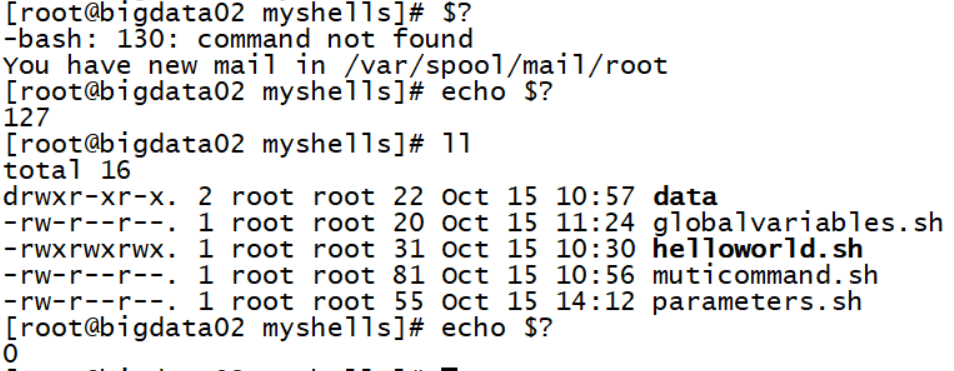 [root@bigdata02 myshells]# $?
-bash: 130: command not found
You have new mail in /var/spool/mail/root
[root@bigdata02 myshells]# echo $?
127
[root@bigdata02 myshells]# ll
total 16
drwxr-xr-x. 2 root root 22 Oct 15 10:57 data
-rw-r--r--. 1 root root 20 Oct 15 11:24 globalvariables.sh
-rwxrwxrwx. 1 root root 31 Oct 15 10:30 helloworld.sh
-rw-r--r--. 1 root root 81 Oct 15 10:56 muticommand.sh
-rw-r--r--. 1 root root 55 Oct 15 14:12 parameters.sh
[root@bigdata02 myshells]# echo $?
0